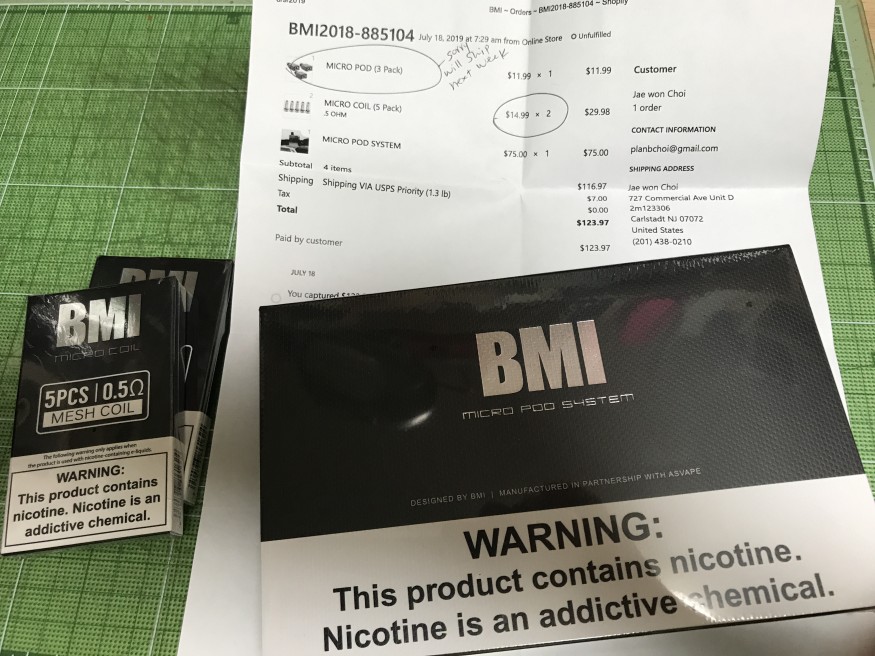 BMI - Orders - BMI2018-885104 ~ Shopify
BMI2018-885104 July 18, 2019 at 7:29 am from Online Store Unfulfilled
MICRO POD (3 Pack)
sorry
will ship
next week
$11.99 × 1
$11.99
2
MICRO COIL (5 Pack)
.5 OHM
$14.99 × 2
$29.98
MICRO POD SYSTEM
$75.00 × 1
$75.00
Subtotal 4 items
$116.97
Shipping Shipping VIA USPS Priority (1.3 lb)
$7.00
Tax
$0.00
Total
$123.97
Paid by customer
$123.97
JULY 18
You captured
Customer
Jae won Choi
1 order
CONTACT INFORMATION
planbchoi@gmail.com
SHIPPING ADDRESS
Jae won Choi
727 Commercial Ave Unit D
2m123306
Carlstadt NJ 07072
United States
(201) 438-0210
BMI
BMI
MICRO COIL
5PCS | 0.5Ω
MESH COIL
The following warning only applies when
the product is used with nicotine-containing e-liquids.
WARNING:
This product contains
nicotine. Nicotine is an
addictive chemical.
BMI
MICRO POD SYSTEM
DESIGNED BY BMI | MANUFACTURED IN PARTNERSHIP WITH ASVAPE
WARNING:
This product contains nicotine.
Nicotine is an addictive chemical.